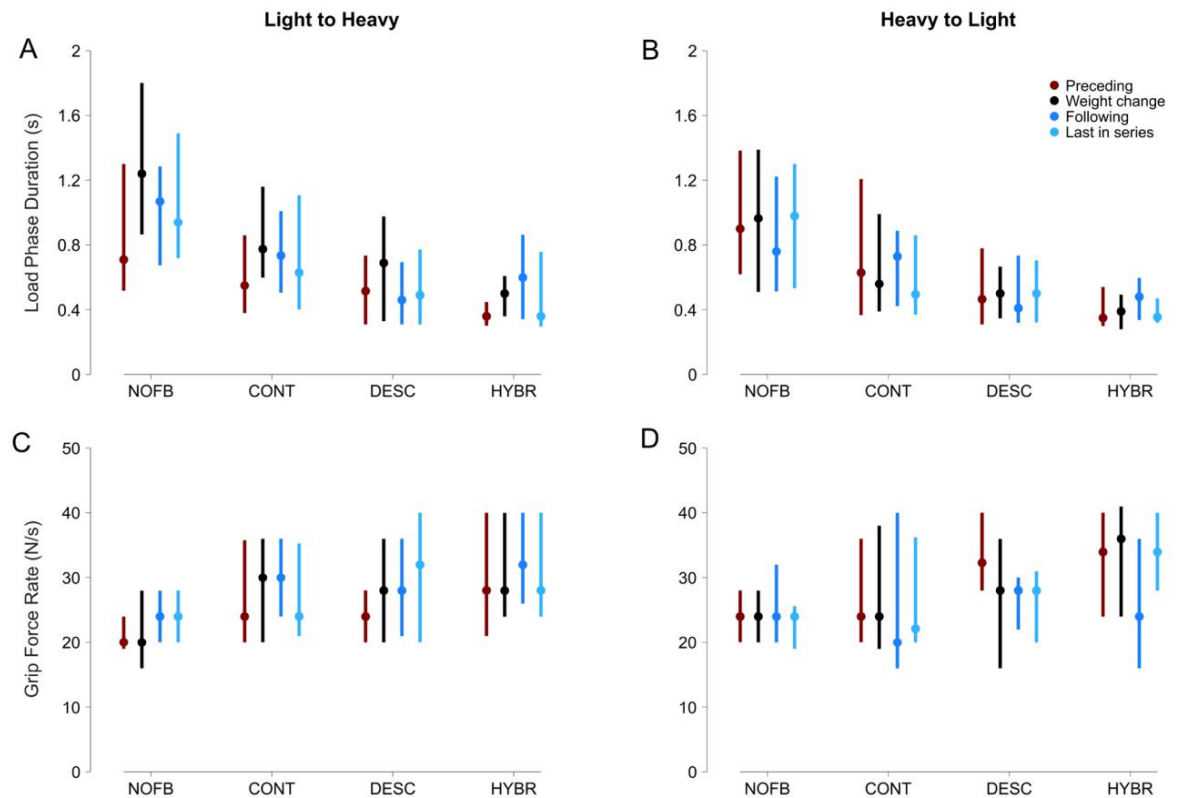 Light to Heavy
Heavy to Light
A
B
Load Phase Duration (s)
2
1.6
1.2
0.8
0.4
0
NOFB CONT DESC HYBR
2
1.6
1.2
0.8
0.4
0
Preceding
Weight change
Following
Last in series
NOFB CONT DESC HYBR
C
D
Grip Force Rate (N/s)
50
40
30
20
10
0
NOFB CONT DESC HYBR
50
40
30
20
10
0
NOFB CONT DESC HYBR